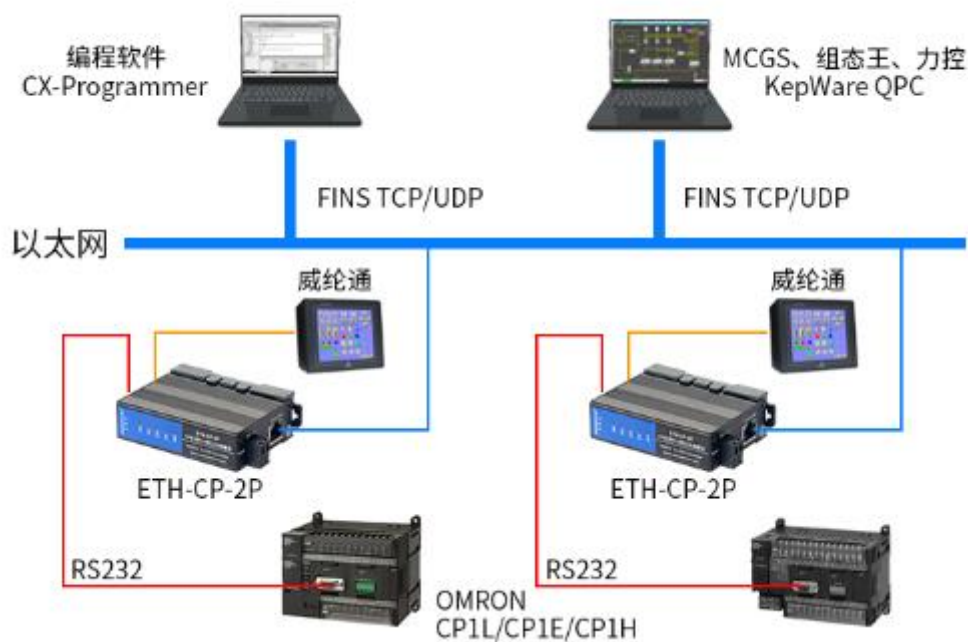 编程软件
CX-Programmer
MCGS、组态王、力控
KepWare QPC
FINS TCP/UDP
FINS TCP/UDP
以太网
威纶通
威纶通
ETH-CP-2P
ETH-CP-2P
RS232
RS232
OMRON
CP1L/CP1E/CP1H